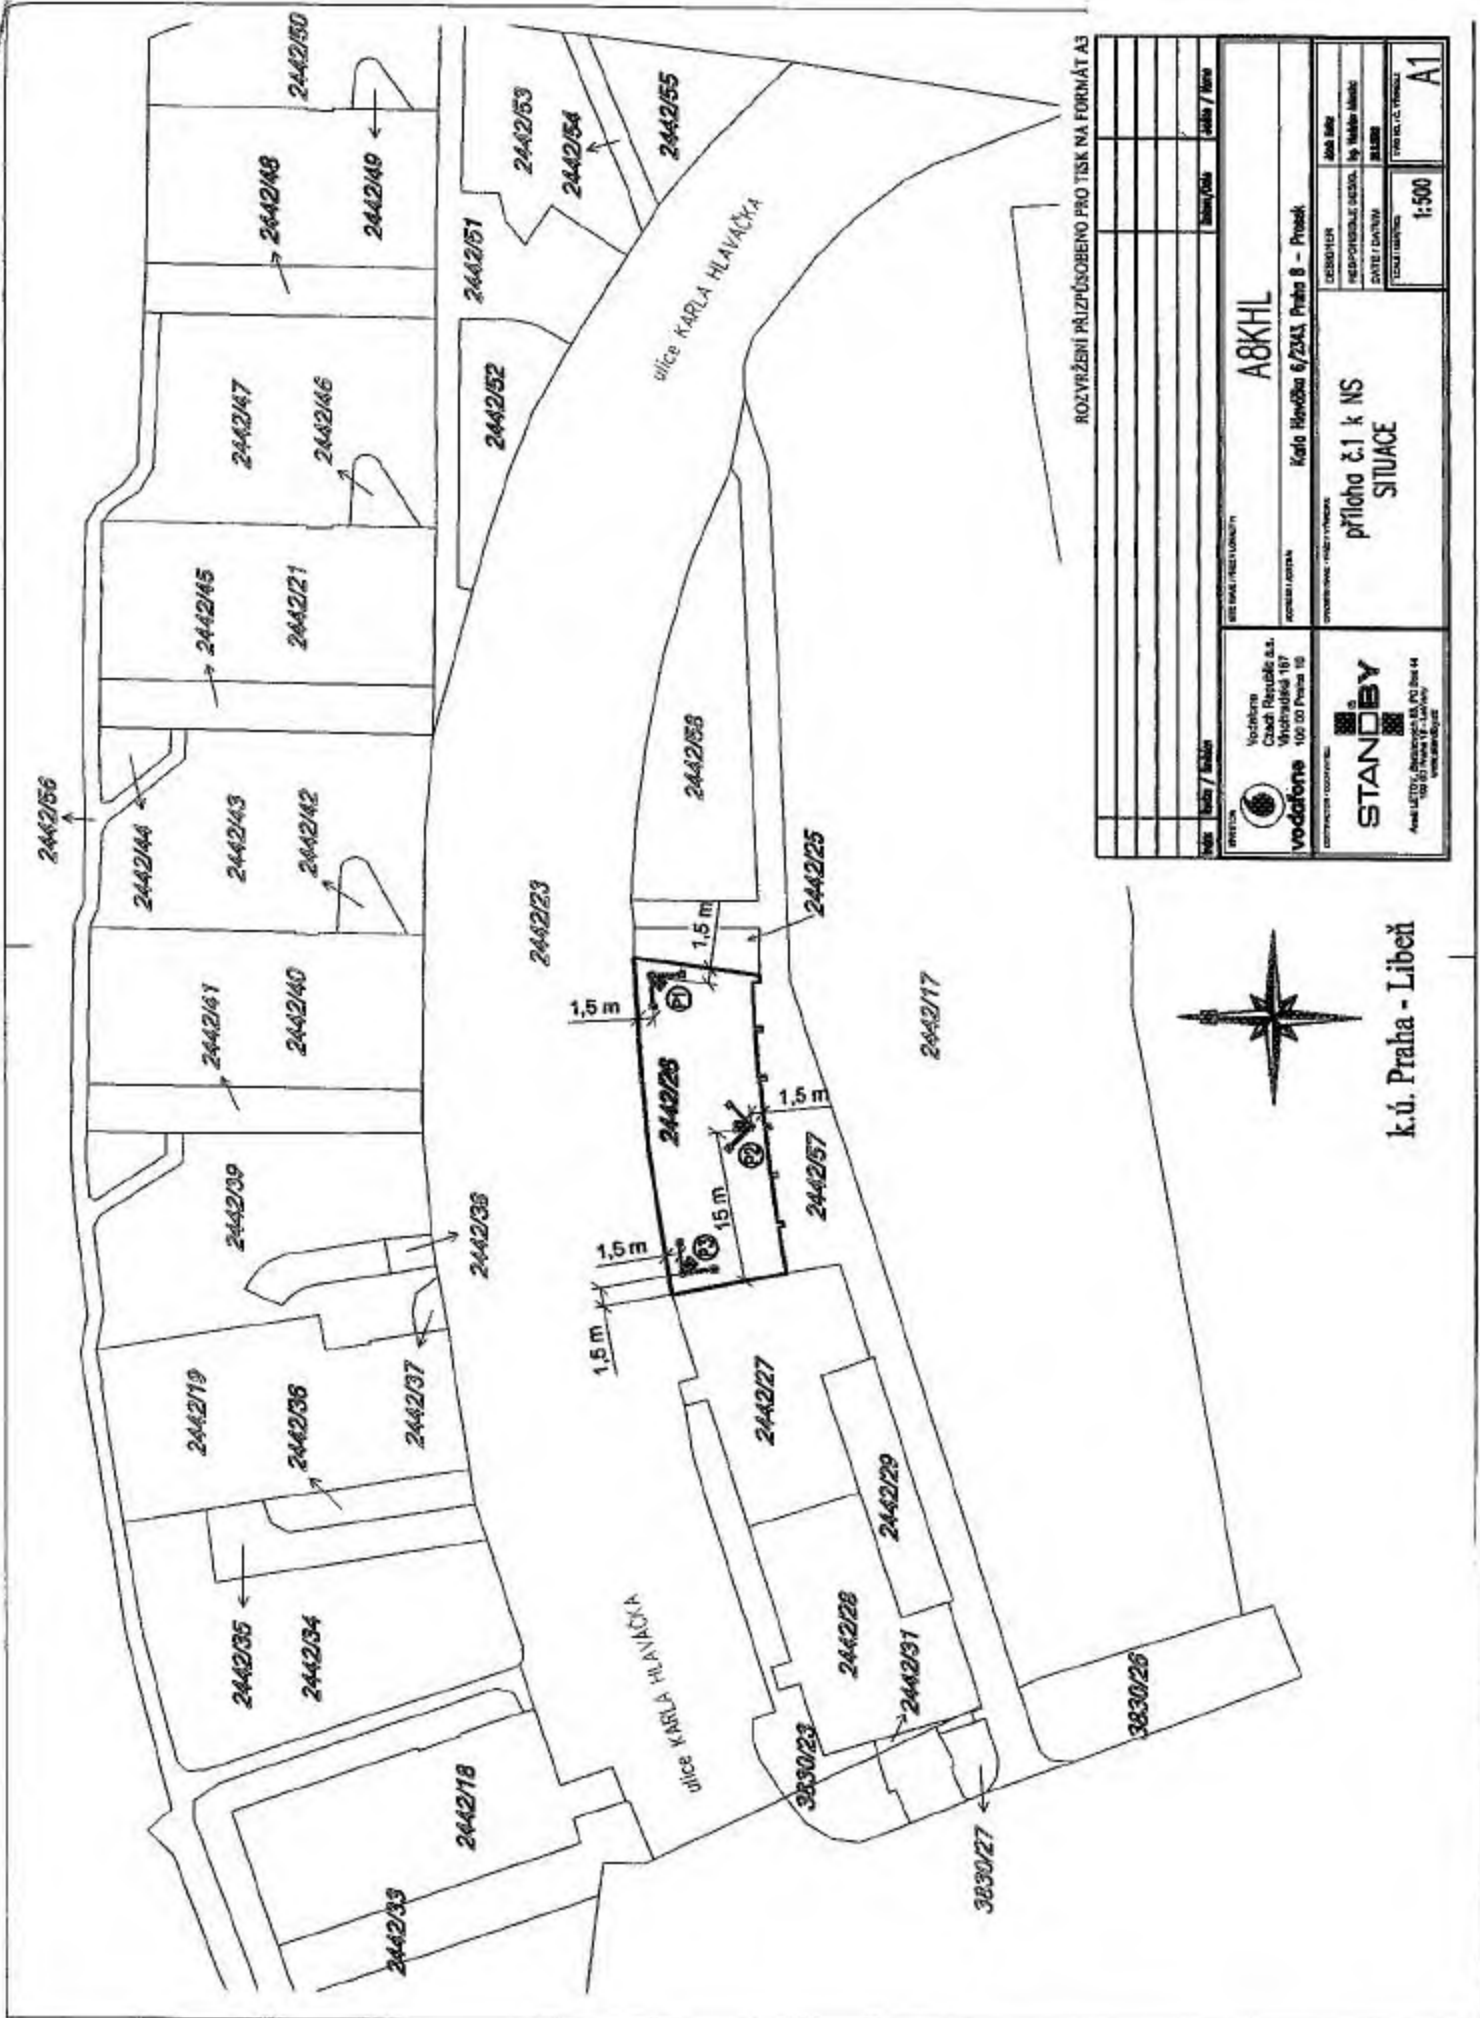 2442/50
2442/49
2442/48
2442/53
2442/54
2442/55
2442/51
2442/52
2442/47
2442/46
2442/45
2442/21
2442/56
2442/44
2442/43
2442/42
2442/41
2442/40
2442/39
2442/38
2442/19
2442/36
2442/37
2442/35
2442/34
2442/18
2442/33
ulice KARLA HLAVAČKA
ulice KARLA HLAVAČKA
2442/23
2442/58
2442/25
2442/26
2442/57
2442/17
2442/27
2442/29
2442/28
2442/31
3830/23
3830/27
3830/26
1,5 m
1,5 m
1,5 m
1,5 m
1,5 m
15 m
P1
P2
P3
k.ú. Praha - Libeň
ROZVRŽENÍ PŘIZPŮSOBENO PRO TISK NA FORMÁT A3
Vodafone
Czech Republic a.s.
Vinohradská 167
100 00 Praha 10
vodafone
A8KHL
Karla Hlaváčka 6/2343, Praha 8 - Prosek
STANDBY
příloha č.1 k NS
SITUACE
DESIGNER
DATE / DATUM
1:500
A1